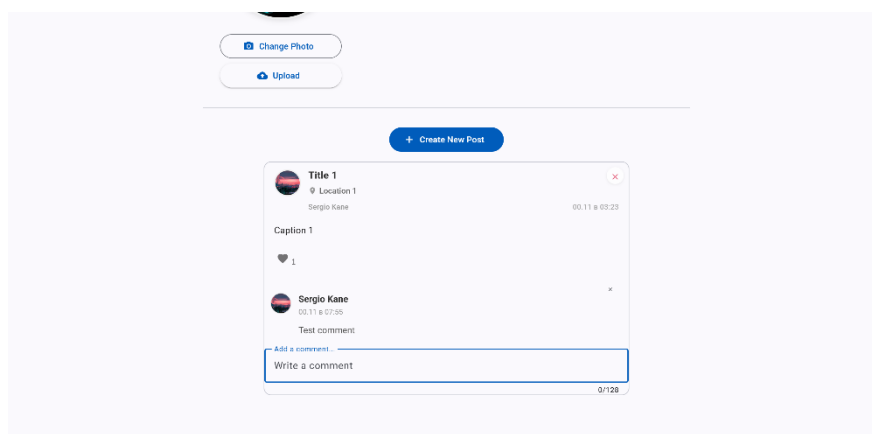 Change Photo
Upload
+ Create New Post
Title 1
×
Location 1
Sergio Kane 00.11 в 03:23
Caption 1
1
×
Sergio Kane
00.11 в 07:55
Test comment
Add a comment...
Write a comment
0/128